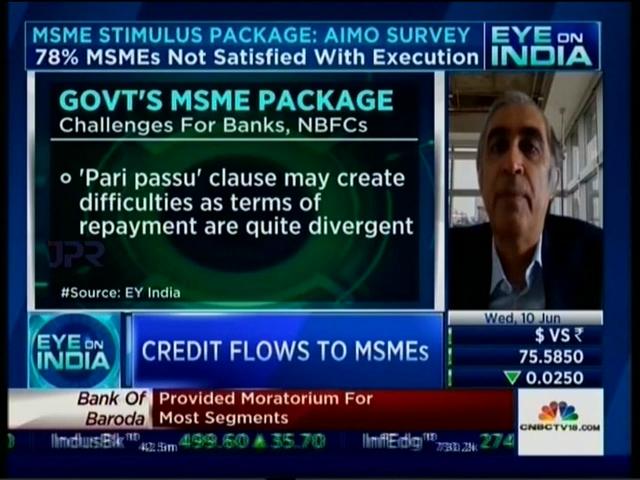 MSME STIMULUS PACKAGE: AIMO SURVEY
78% MSMEs Not Satisfied With Execution
EYE ON
INDIA
GOVT'S MSME PACKAGE
Challenges For Banks, NBFCs
'Pari passu' clause may create
difficulties as terms of
repayment are quite divergent
JPR
#Source: EY India
Wed, 10 Jun
$ VS ₹
75.5850
▼ 0.0250
EYE ON
INDIA
CREDIT FLOWS TO MSMEs
Bank Of
Baroda
Provided Moratorium For
Most Segments
CNBCTV18.COM
IndusBk 499.60 ▲ 35.70 InfEdg 274